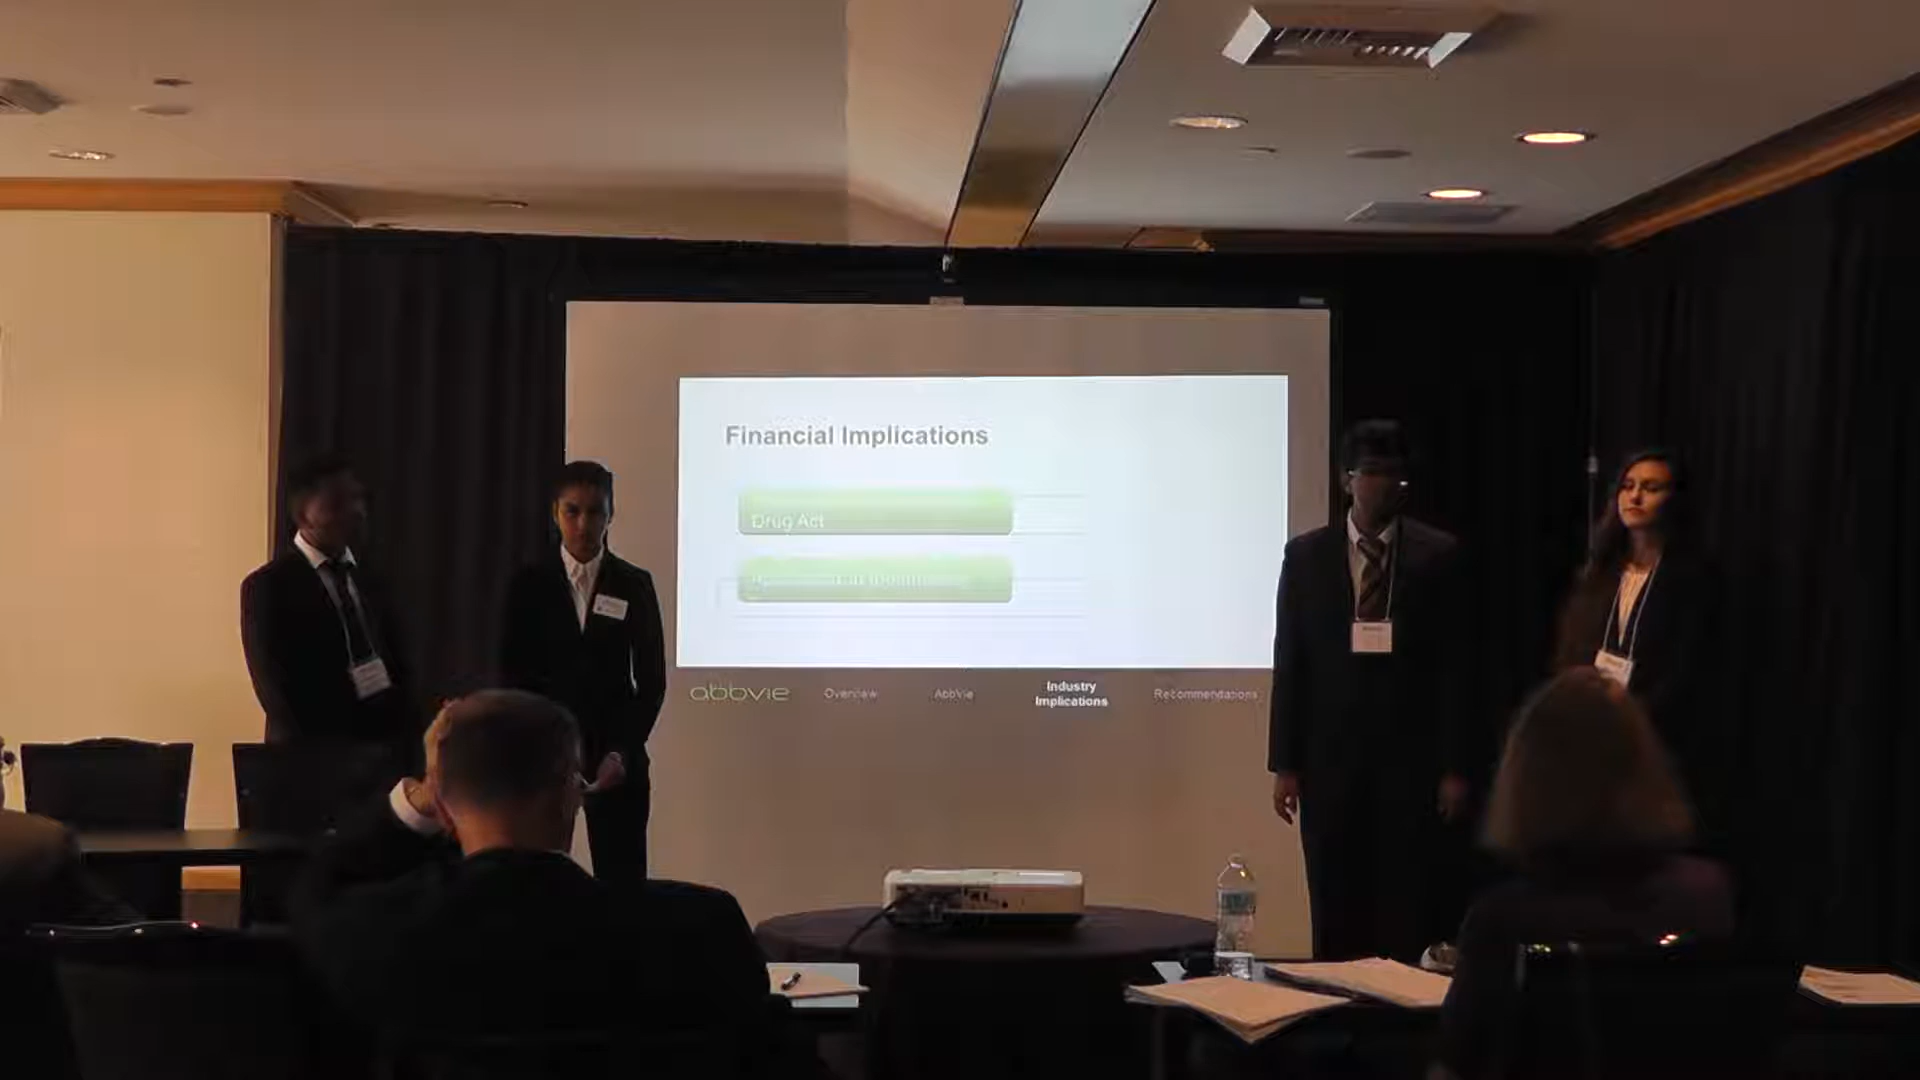 Financial Implications
Drug Act
abbvie
Overview
AbbVie
Industry
Implications
Recommendations